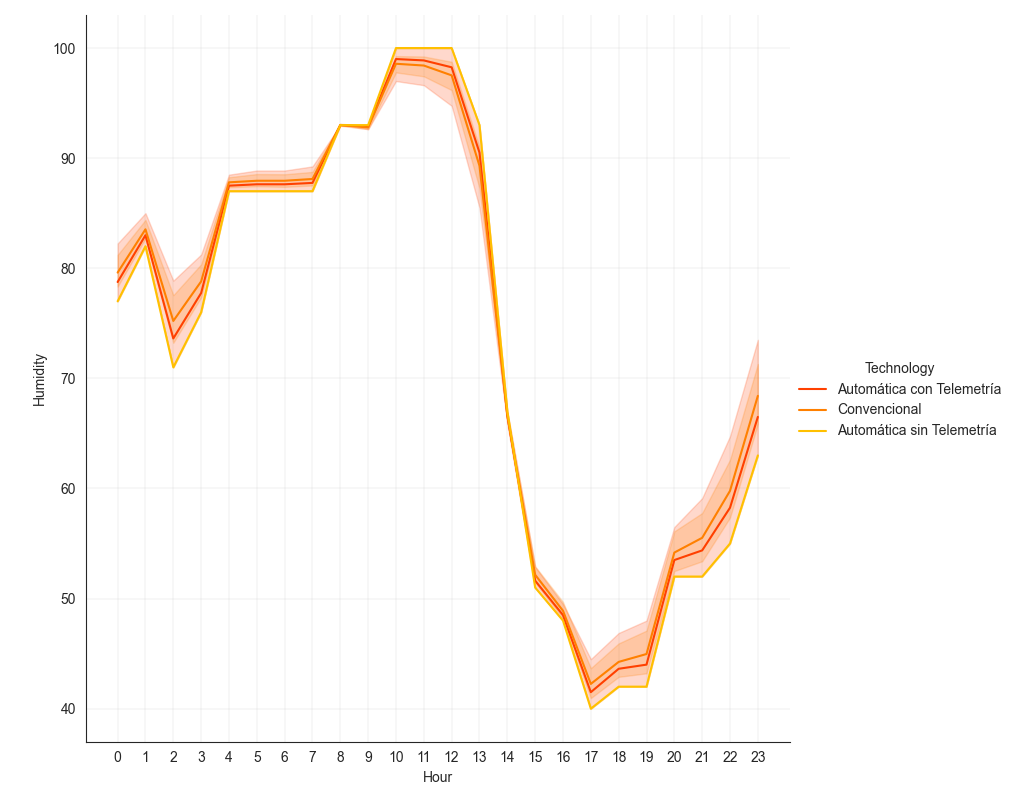 100
90
80
70
60
50
40
Humidity
0 1 2 3 4 5 6 7 8 9 10 11 12 13 14 15 16 17 18 19 20 21 22 23
Hour
Technology
Automática con Telemetría
Convencional
Automática sin Telemetría